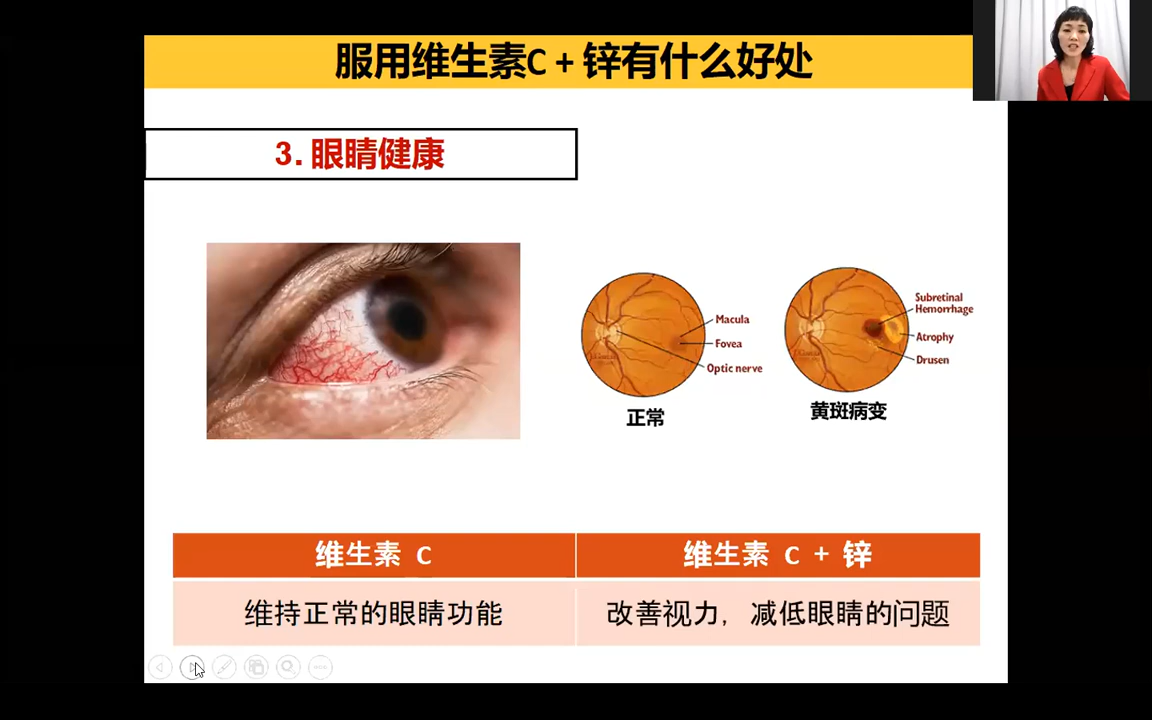 服用维生素C + 锌有什么好处
3. 眼睛健康
Macula
Fovea
Optic nerve
正常
Subretinal
Hemorrhage
Atrophy
Drusen
黄斑病变
维生素 C
维生素 C + 锌
维持正常的眼睛功能
改善视力，减低眼睛的问题